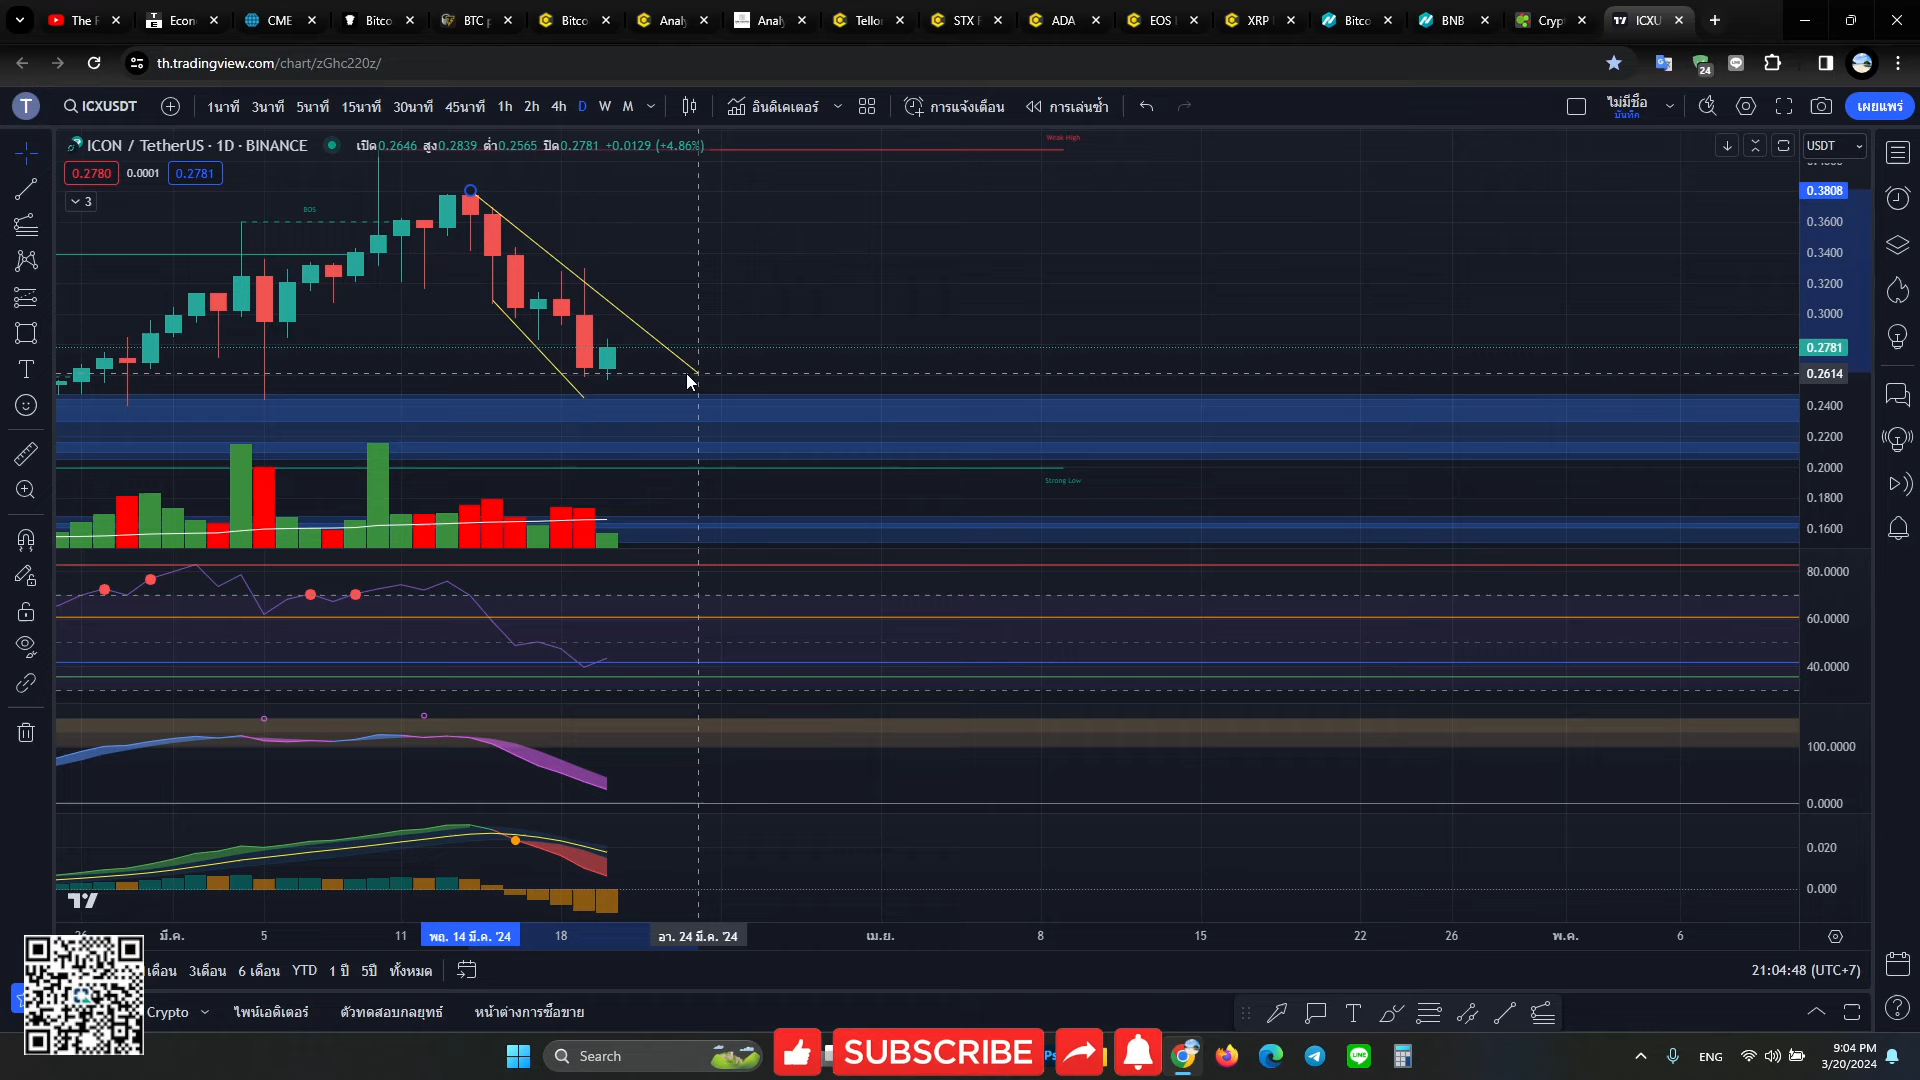 The F
Econ
CME
Bitco
BTC p
Bitco
Analy
Analy
Tello
STX F
ADA
EOS
XRP I
Bitco
BNB
Cryp
ICXU
th.tradingview.com/chart/zGhc220z/
24
T
ICXUSDT
1นาที 3นาที 5นาที 15นาที 30นาที 45นาที 1h 2h 4h D W M
อินดิเคเตอร์
การแจ้งเตือน
การเล่นซ้ำ
ไม่มีชื่อ
บันทึก
เผยแพร่
ICON / TetherUS · 1D · BINANCE
เปิด0.2646 สูง0.2839 ต่ำ0.2565 ปิด0.2781 +0.0129 (+4.86%)
0.2780 0.0001 0.2781
3
BOS
Weak High
Strong Low
USDT
0.3808
0.3600
0.3400
0.3200
0.3000
0.2781
0.2614
0.2400
0.2200
0.2000
0.1800
0.1600
80.0000
60.0000
40.0000
100.0000
0.0000
0.020
0.000
26 มี.ค. 5 11 พฤ. 14 มี.ค. '24 18 อา. 24 มี.ค. '24 เม.ย. 8 15 22 26 พ.ค. 6
เดือน 3เดือน 6 เดือน YTD 1 ปี 5ปี ทั้งหมด
21:04:48 (UTC+7)
Crypto ไพน์เอดิเตอร์ ตัวทดสอบกลยุทธ์ หน้าต่างการซื้อขาย
Search
SUBSCRIBE
Ps
LINE
ENG
9:04 PM
3/20/2024